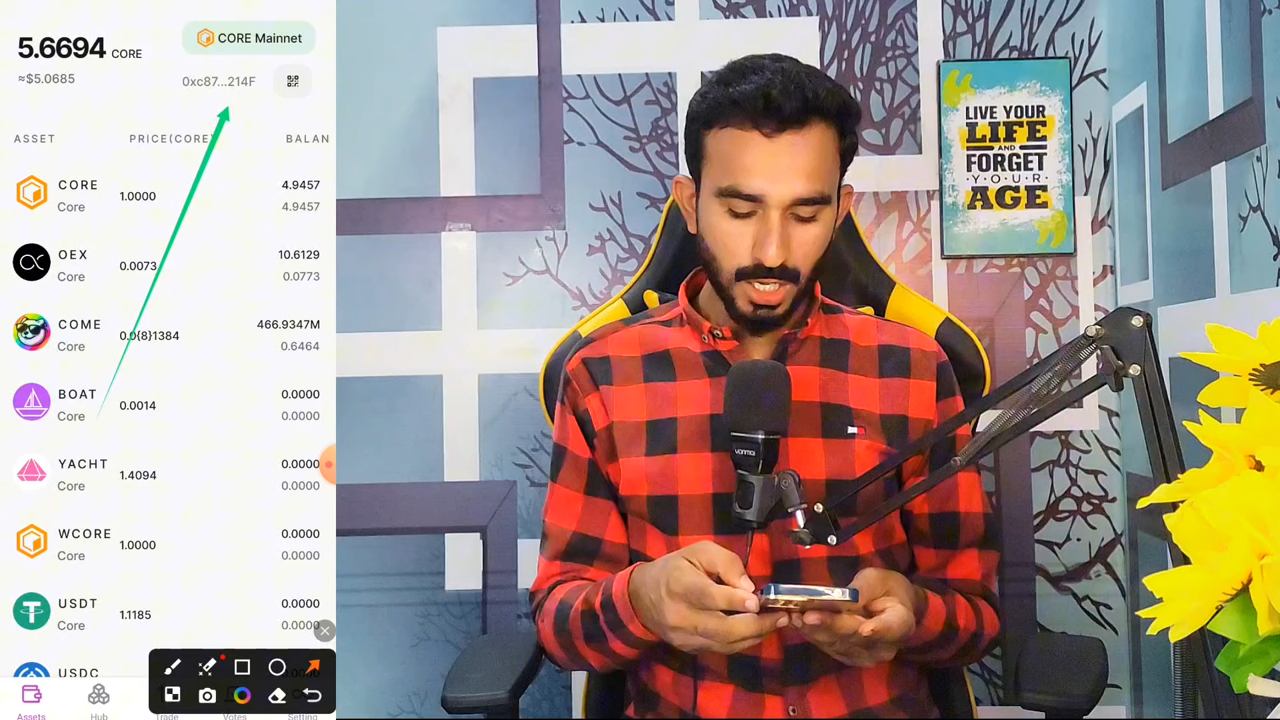 5.6694 CORE
CORE Mainnet
≈$5.0685
0xc87...214F
ASSET PRICE(CORE) BALAN
CORE
Core
1.0000
4.9457
4.9457
OEX
Core
0.0073
10.6129
0.0773
COME
Core
0.0{8}1384
466.9347M
0.6464
BOAT
Core
0.0014
0.0000
0.0000
YACHT
Core
1.4094
0.0000
0.0000
WCORE
Core
1.0000
0.0000
0.0000
USDT
Core
1.1185
0.0000
0.0000
USDC
Assets
Hub
Trade
Votes
Setting
LIVE YOUR
LIFE
AND
FORGET
·Y·O·U·R·
AGE